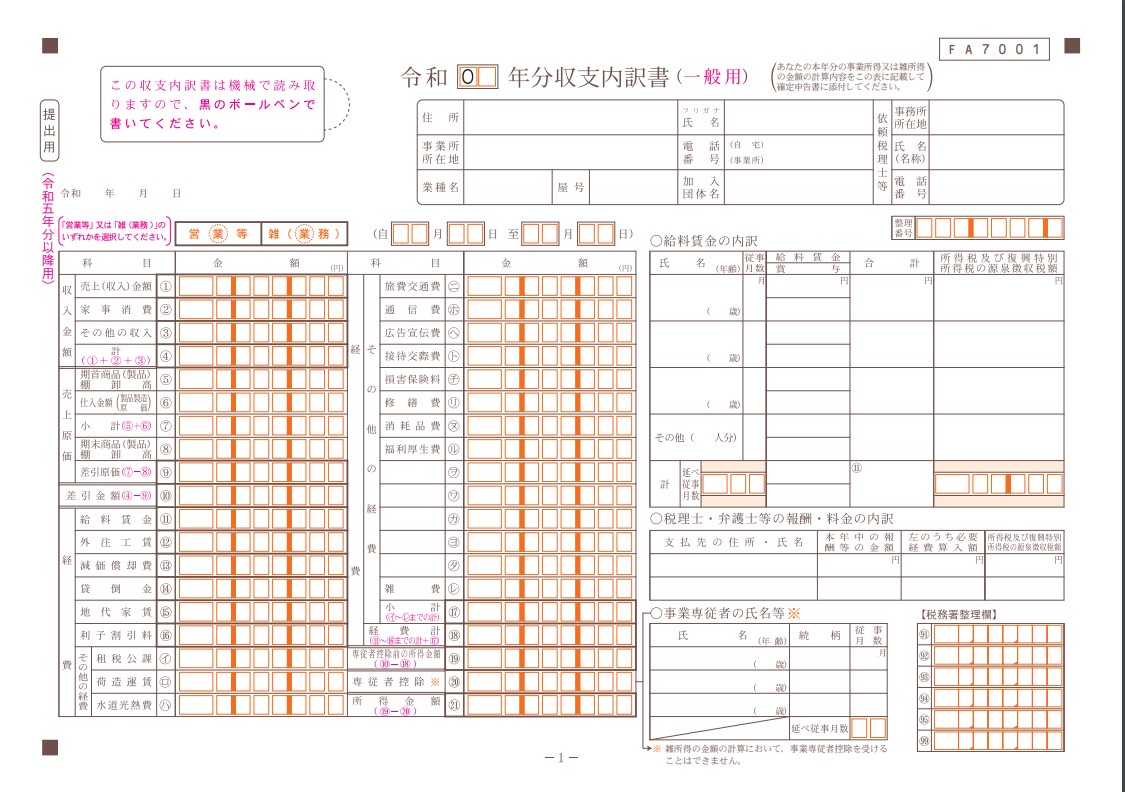 FA7001
この収支内訳書は機械で読み取
りますので、黒のボールペンで
書いてください。
令和 0 年分収支内訳書(一般用)
(あなたの本年分の事業所得又は雑所得
の金額の計算内容をこの表に記載して
確定申告書に添付してください。)
提出用
(令和五年分以降用)
住所
フリガナ
氏名
事業所
所在地
電話
番号
(自宅)
(事業所)
業種名
屋号
加入
団体名
依頼税理士等
事務所
所在地
氏名
(名称)
電話
番号
令和 年 月 日
「営業等」又は「雑(業務)」の
いずれかを選択してください。
営業等 雑(業務)
(自 月 日 至 月 日)
整理
番号
科目 金額 (円)
収入金額
売上(収入)金額 ①
家事消費 ②
その他の収入 ③
計
(①+②+③) ④
売上原価
期首商品(製品)
棚卸高 ⑤
仕入金額(製品製造
原価) ⑥
小計(⑤+⑥) ⑦
期末商品(製品)
棚卸高 ⑧
差引原価(⑦-⑧) ⑨
差引金額(④-⑨) ⑩
経費
給料賃金 ⑪
外注工賃 ⑫
減価償却費 ⑬
貸倒金 ⑭
地代家賃 ⑮
利子割引料 ⑯
その他の経費
租税公課 ㋑
荷造運賃 ㋺
水道光熱費 ㋩
科目 金額 (円)
経費
その他の経費
旅費交通費 ㋥
通信費 ㋭
広告宣伝費 ㋬
接待交際費 ㋣
損害保険料 ㋠
修繕費 ㋷
消耗品費 ㋦
福利厚生費 ㋸
㋾
㋻
㋕
㋵
㋟
雑費 ㋹
小計
(㋑~㋹までの計) ⑰
経費計
(⑪~⑯までの計+⑰) ⑱
専従者控除前の所得金額
(⑩-⑱) ⑲
専従者控除 ※ ⑳
所得金額
(⑲-⑳) ㉑
○給料賃金の内訳
氏名 (年齢)
従事
月数
給料賃金
賞与
合計
所得税及び復興特別
所得税の源泉徴収税額
月 円 円 円
( 歳)
( 歳)
( 歳)
その他( 人分)
計
延べ
従事
月数
⑪
○税理士・弁護士等の報酬・料金の内訳
支払先の住所・氏名
本年中の報
酬等の金額
左のうち必要
経費算入額
所得税及び復興特別
所得税の源泉徴収税額
円 円 円
○事業専従者の氏名等※
氏名 (年齢)
続柄
従事
月数
月
( 歳)
( 歳)
( 歳)
延べ従事月数
【税務署整理欄】
91
92
93
94
95
99
※ 雑所得の金額の計算において、事業専従者控除を受ける
ことはできません。
-1-